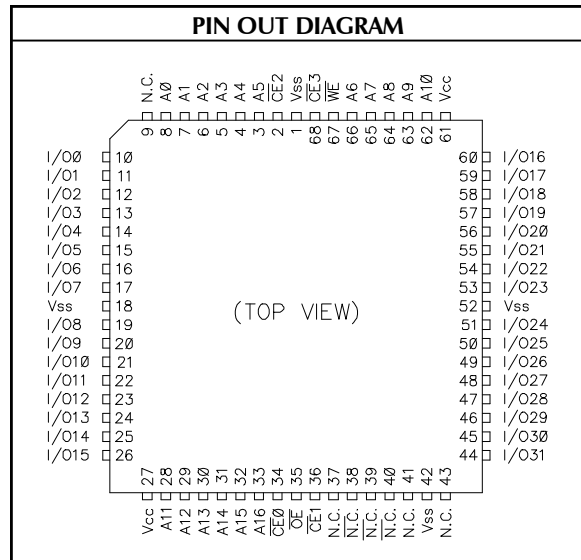 PIN OUT DIAGRAM
N.C. A0 A1 A2 A3 A4 A5 C̅E̅2̅ Vss C̅E̅3̅ W̅E̅ A6 A7 A8 A9 A10 Vcc
9 8 7 6 5 4 3 2 1 68 67 66 65 64 63 62 61
I/O0 10 60 I/O16
I/O1 11 59 I/O17
I/O2 12 58 I/O18
I/O3 13 57 I/O19
I/O4 14 56 I/O20
I/O5 15 55 I/O21
I/O6 16 54 I/O22
I/O7 17 53 I/O23
Vss 18 52 Vss
(TOP VIEW)
I/O8 19 51 I/O24
I/O9 20 50 I/O25
I/O10 21 49 I/O26
I/O11 22 48 I/O27
I/O12 23 47 I/O28
I/O13 24 46 I/O29
I/O14 25 45 I/O30
I/O15 26 44 I/O31
27 28 29 30 31 32 33 34 35 36 37 38 39 40 41 42 43
Vcc A11 A12 A13 A14 A15 A16 C̅E̅0̅ O̅E̅ C̅E̅1̅ N.C. N̅.̅C̅.̅ N̅.̅C̅.̅ N̅.̅C̅.̅ N.C. Vss N.C.